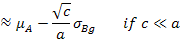 ≈ μ_A − (√c / a) σ_Bg   if c ≪ a